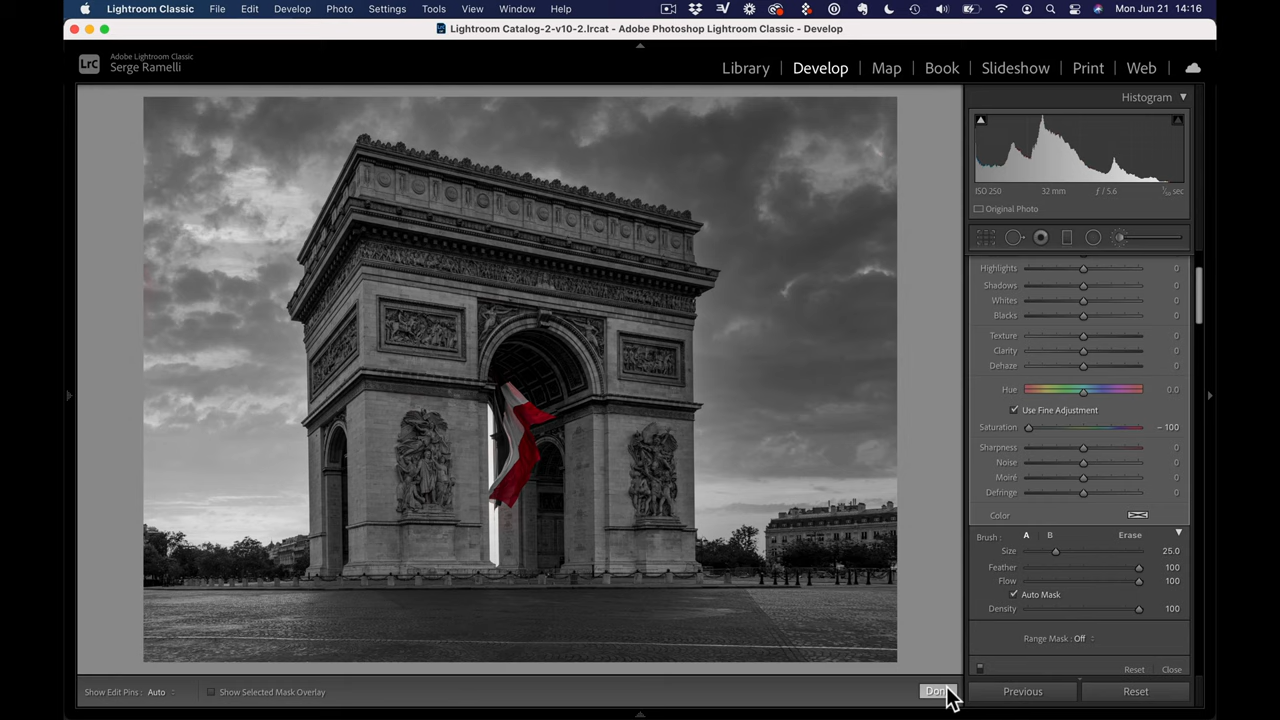 Lightroom Classic File Edit Develop Photo Settings Tools View Window Help Mon Jun 21 14:16
Lightroom Catalog-2-v10-2.lrcat - Adobe Photoshop Lightroom Classic - Develop
LrC
Adobe Lightroom Classic
Serge Ramelli
Library Develop Map Book Slideshow Print Web
Histogram
ISO 250 32 mm ƒ / 5.6 sec
Original Photo
Highlights 0
Shadows 0
Whites 0
Blacks 0
Texture 0
Clarity 0
Dehaze 0
Hue 0.0
Use Fine Adjustment
Saturation – 100
Sharpness 0
Noise 0
Moiré 0
Defringe 0
Color
Brush : A B Erase
Size 25.0
Feather 100
Flow 100
Auto Mask
Density 100
Range Mask : Off
Reset Close
Show Edit Pins : Auto Show Selected Mask Overlay
Previous Reset